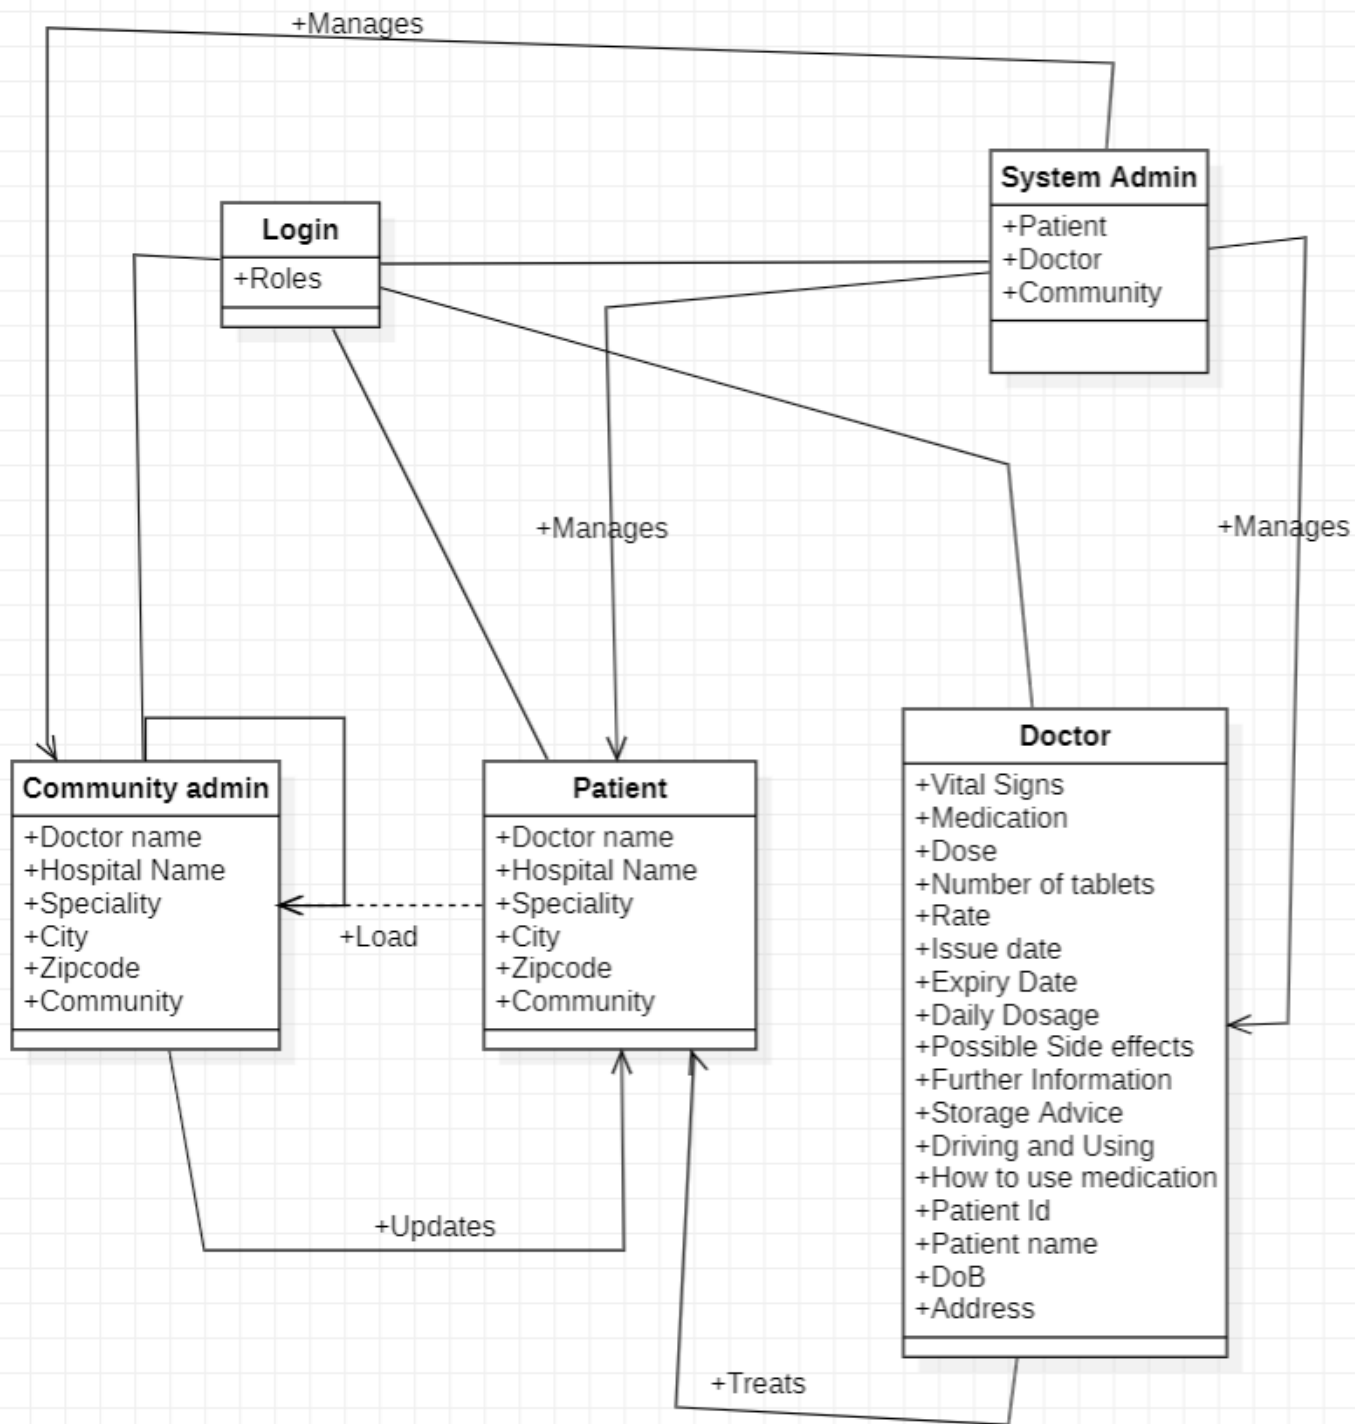 +Manages
System Admin
+Patient
+Doctor
+Community
Login
+Roles
+Manages
+Manages
Community admin
+Doctor name
+Hospital Name
+Speciality
+City
+Zipcode
+Community
+Load
Patient
+Doctor name
+Hospital Name
+Speciality
+City
+Zipcode
+Community
Doctor
+Vital Signs
+Medication
+Dose
+Number of tablets
+Rate
+Issue date
+Expiry Date
+Daily Dosage
+Possible Side effects
+Further Information
+Storage Advice
+Driving and Using
+How to use medication
+Patient Id
+Patient name
+DoB
+Address
+Updates
+Treats